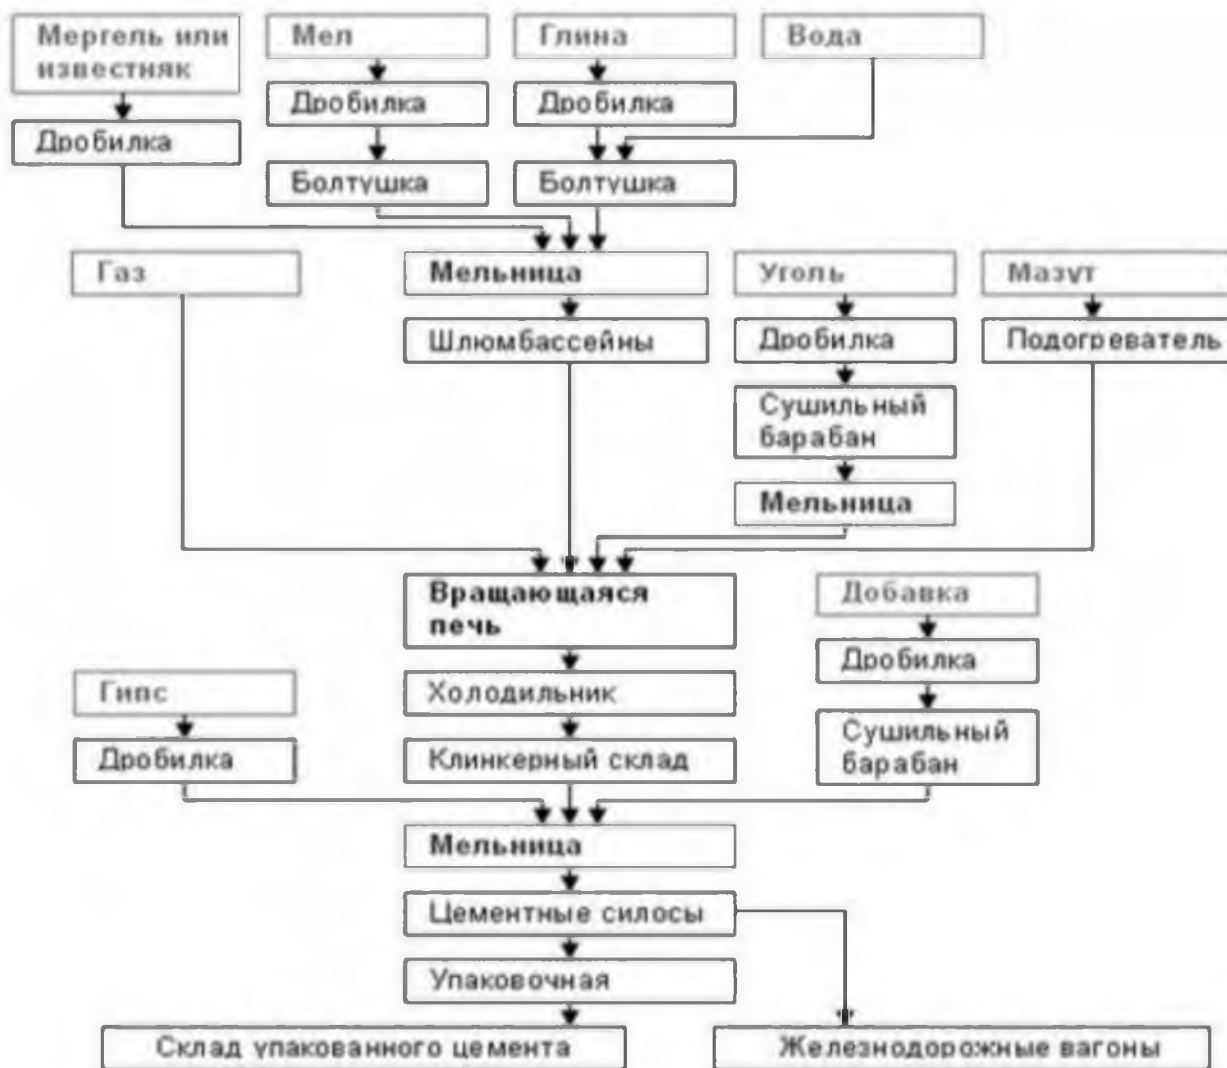 Мергель или
известняк
Мел
Глина
Вода
Дробилка
Дробилка
Дробилка
Болтушка
Болтушка
Газ
Мельница
Уголь
Мазут
Шлюмбассейны
Дробилка
Подогреватель
Сушильный
барабан
Мельница
Вращающаяся
печь
Добавка
Дробилка
Гипс
Холодильник
Сушильный
барабан
Дробилка
Клинкерный склад
Мельница
Цементные силосы
Упаковочная
Склад упакованного цемента
Железнодорожные вагоны